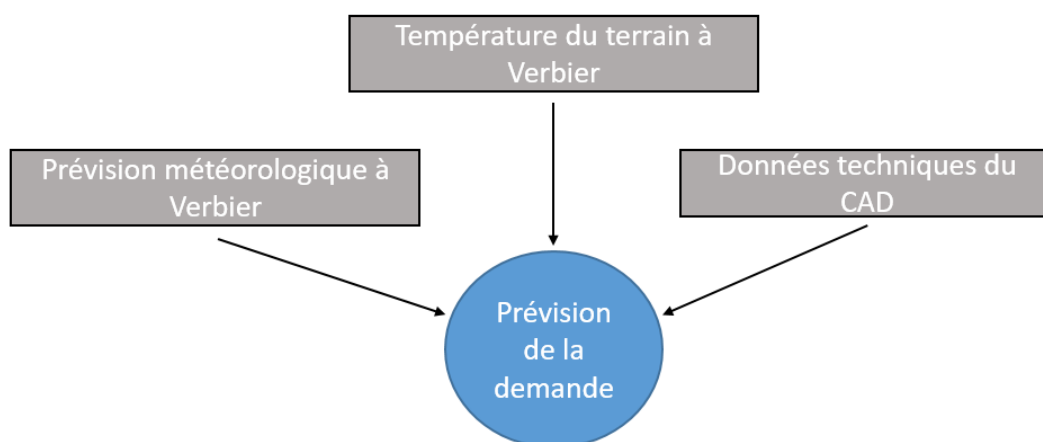 Température du terrain à
Verbier
Prévision météorologique à
Verbier
Données techniques du
CAD
Prévision
de la
demande